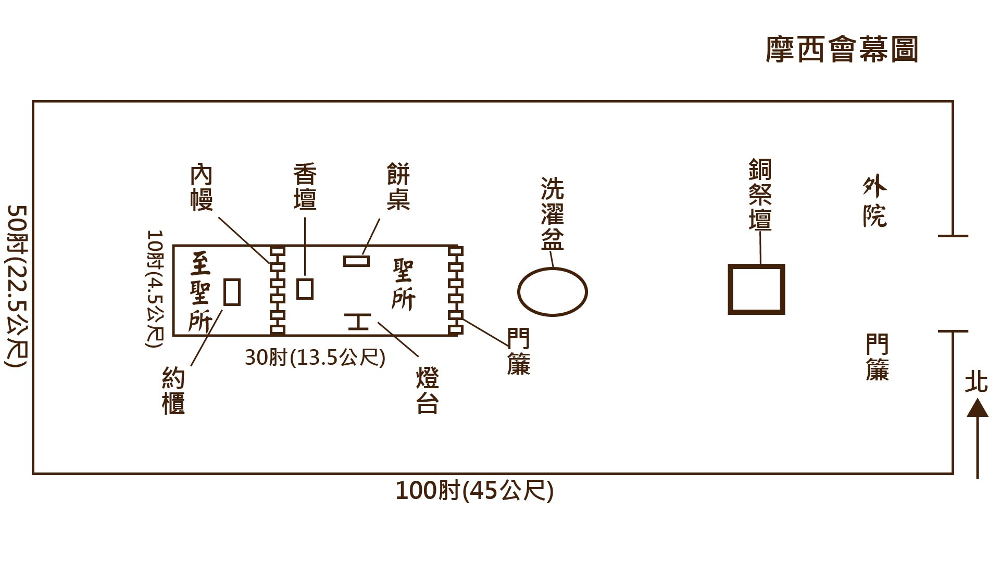 摩西會幕圖
內幔
香壇
餅桌
洗濯盆
銅祭壇
外院
50肘(22.5公尺)
10肘(4.5公尺)
至聖所
聖所
30肘(13.5公尺)
門簾
門簾
約櫃
燈台
北
100肘(45公尺)